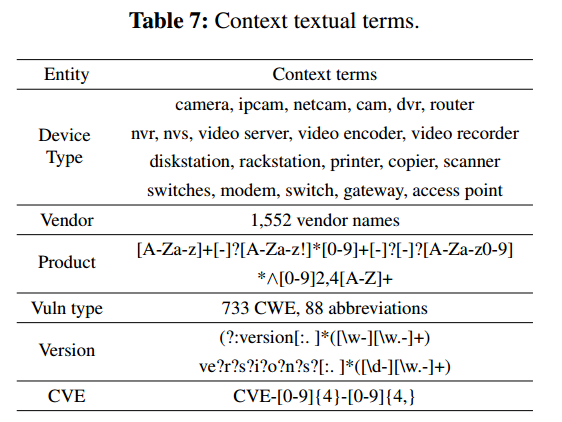 Table 7: Context textual terms.
Entity Context terms
camera, ipcam, netcam, cam, dvr, router
nvr, nvs, video server, video encoder, video recorder
Device Type
diskstation, rackstation, printer, copier, scanner
switches, modem, switch, gateway, access point
Vendor 1,552 vendor names
Product
[A-Za-z]+[-]?[A-Za-z!]*[0-9]+[-]?[-]?[A-Za-z0-9]
*∧[0-9]2,4[A-Z]+
Vuln type 733 CWE, 88 abbreviations
Version
(?:version[:. ]*([\w-][\w.-]+)
ve?r?s?i?o?n?s?[:. ]*([\d-][\w.-]+)
CVE CVE-[0-9]{4}-[0-9]{4,}